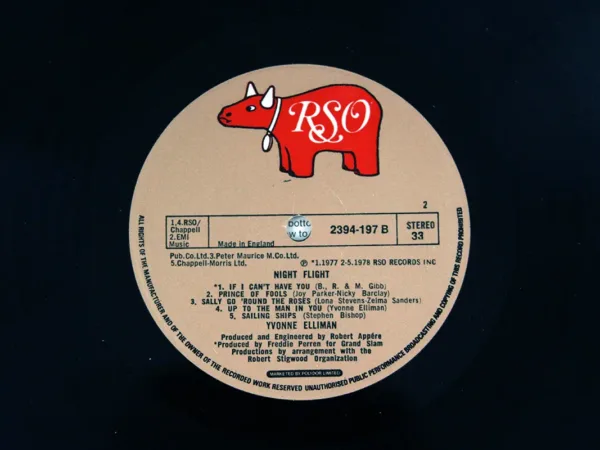 RSO
2
1,4.RSO/
Chappell
2.EMI
Music
Made in England
botto
w to
2394-197 B
STEREO
33
Pub.Co.Ltd.3.Peter Maurice M.Co.Ltd.
5.Chappell-Morris Ltd.
℗ *1.1977 2-5.1978 RSO RECORDS INC
NIGHT FLIGHT
*1. IF I CAN'T HAVE YOU (B., R. & M. Gibb)
2. PRINCE OF FOOLS (Joy Parker-Nicky Barclay)
3. SALLY GO 'ROUND THE ROSES (Lona Stevens-Zelma Sanders)
4. UP TO THE MAN IN YOU (Yvonne Elliman)
5. SAILING SHIPS (Stephen Bishop)
YVONNE ELLIMAN
Produced and Engineered by Robert Appère
*Produced by Freddie Perren for Grand Slam
Productions by arrangement with the
Robert Stigwood Organization
MARKETED BY POLYDOR LIMITED
ALL RIGHTS OF THE MANUFACTURER AND OF THE OWNER OF THE RECORDED WORK RESERVED UNAUTHORISED PUBLIC PERFORMANCE BROADCASTING AND COPYING OF THIS RECORD PROHIBITED